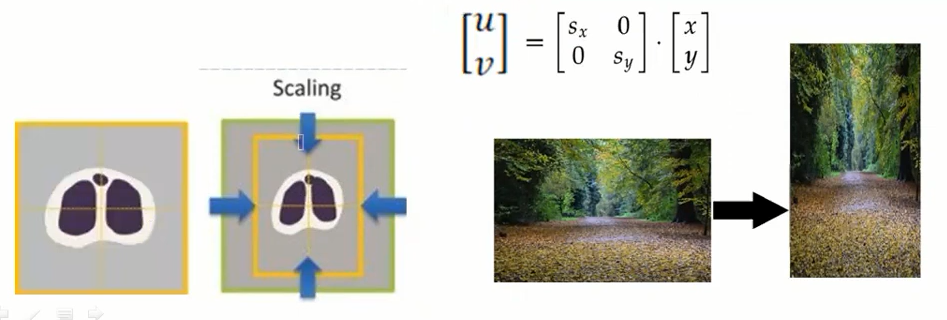 [u] = [s_x 0] · [x]
[v] = [0 s_y] · [y]
Scaling